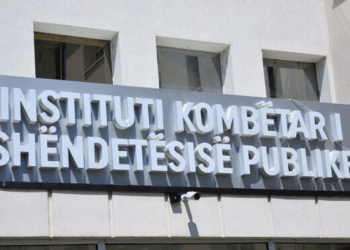 INSTITUTI KOMBËTAR I
SHËNDETËSISË PUBLIKE